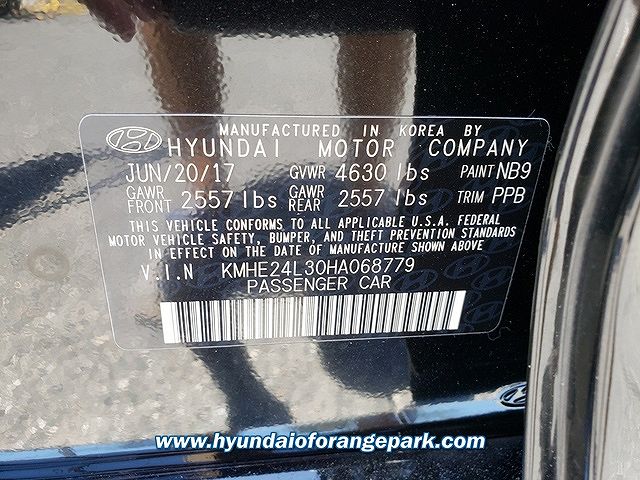 MANUFACTURED IN KOREA BY
HYUNDAI MOTOR COMPANY
JUN/20/17 GVWR 4630 lbs PAINT NB9
GAWR FRONT 2557 lbs GAWR REAR 2557 lbs TRIM PPB
THIS VEHICLE CONFORMS TO ALL APPLICABLE U.S.A. FEDERAL
MOTOR VEHICLE SAFETY, BUMPER, AND THEFT PREVENTION STANDARDS
IN EFFECT ON THE DATE OF MANUFACTURE SHOWN ABOVE
V.I.N KMHE24L30HA068779
PASSENGER CAR
www.hyundaioforangepark.com